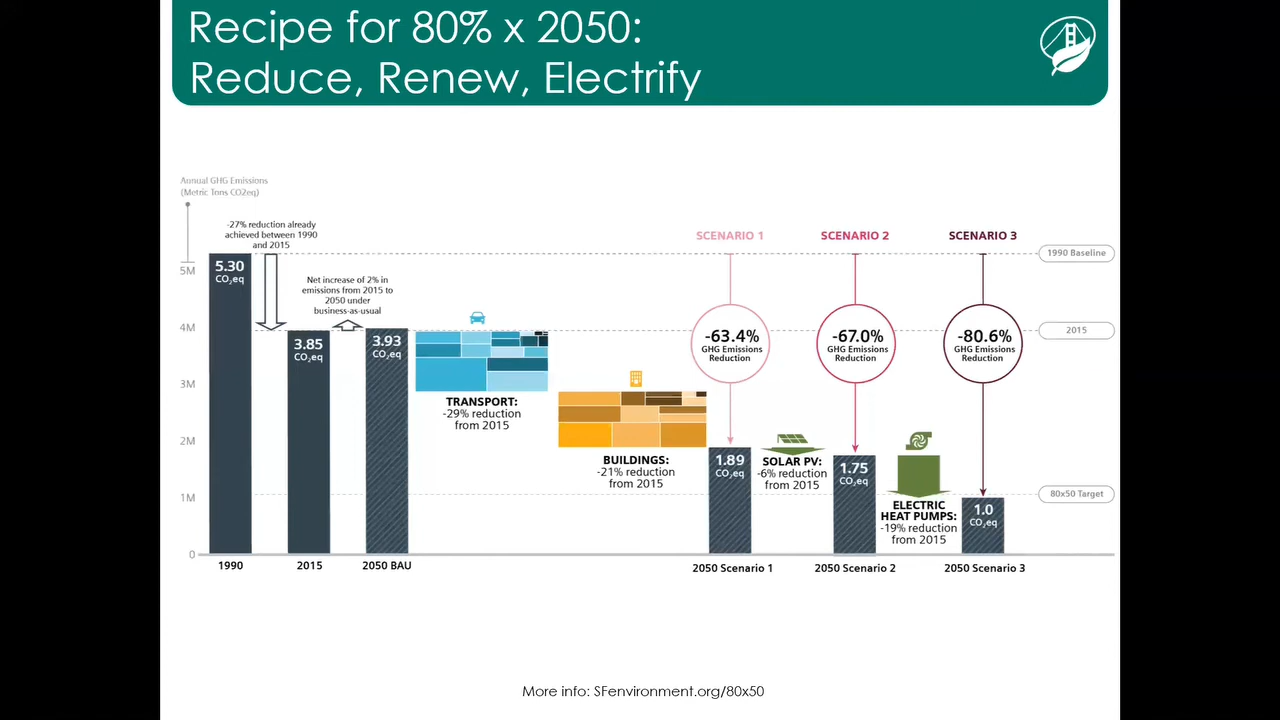 Recipe for 80% x 2050:
Reduce, Renew, Electrify
Annual GHG Emissions
(Metric Tons CO2eq)
-27% reduction already
achieved between 1990
and 2015
SCENARIO 1
SCENARIO 2
SCENARIO 3
1990 Baseline
5M
5.30
CO₂eq
Net increase of 2% in
emissions from 2015 to
2050 under
business-as-usual
4M
2015
3.85
CO₂eq
3.93
CO₂eq
-63.4%
GHG Emissions
Reduction
-67.0%
GHG Emissions
Reduction
-80.6%
GHG Emissions
Reduction
3M
TRANSPORT:
-29% reduction
from 2015
2M
BUILDINGS:
-21% reduction
from 2015
1.89
CO₂eq
SOLAR PV:
-6% reduction
from 2015
1.75
CO₂eq
1M
80x50 Target
ELECTRIC
HEAT PUMPS:
-19% reduction
from 2015
1.0
CO₂eq
0
1990
2015
2050 BAU
2050 Scenario 1
2050 Scenario 2
2050 Scenario 3
More info: SFenvironment.org/80x50